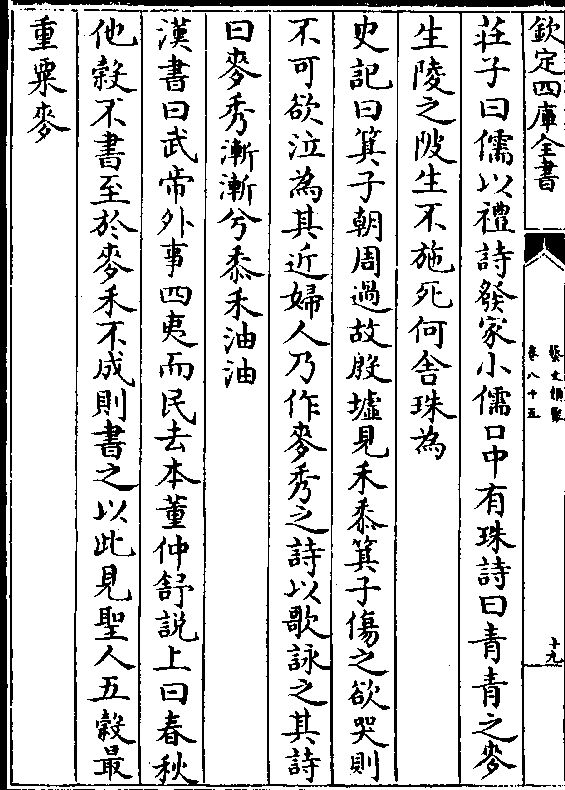 欽定四庫全書
藝文類聚
卷八十五
十九
莊子曰儒以禮詩發冢小儒口中有珠詩曰青青之麥
生陵之陂生不施死何舍珠為
史記曰箕子朝周過故殷墟見禾黍箕子傷之欲哭則
不可欲泣為其近婦人乃作麥秀之詩以歌詠之其詩
曰麥秀漸漸兮黍禾油油
漢書曰武帝外事四夷而民去本董仲舒說上曰春秋
他穀不書至於麥禾不成則書之以此見聖人五穀最
重粟麥